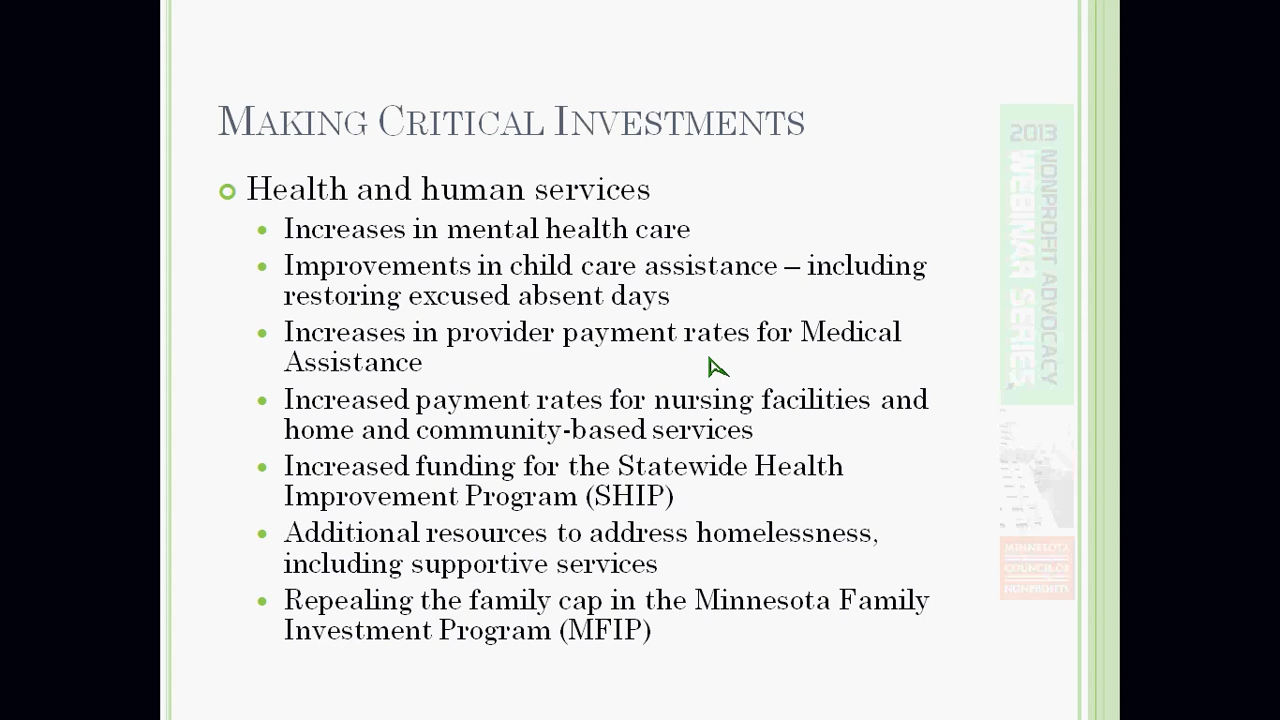 MAKING CRITICAL INVESTMENTS
Health and human services
Increases in mental health care
Improvements in child care assistance – including
restoring excused absent days
Increases in provider payment rates for Medical
Assistance
Increased payment rates for nursing facilities and
home and community-based services
Increased funding for the Statewide Health
Improvement Program (SHIP)
Additional resources to address homelessness,
including supportive services
Repealing the family cap in the Minnesota Family
Investment Program (MFIP)
2013
NONPROFIT ADVOCACY
WEBINAR SERIES
MINNESOTA
COUNCIL OF
NONPROFITS